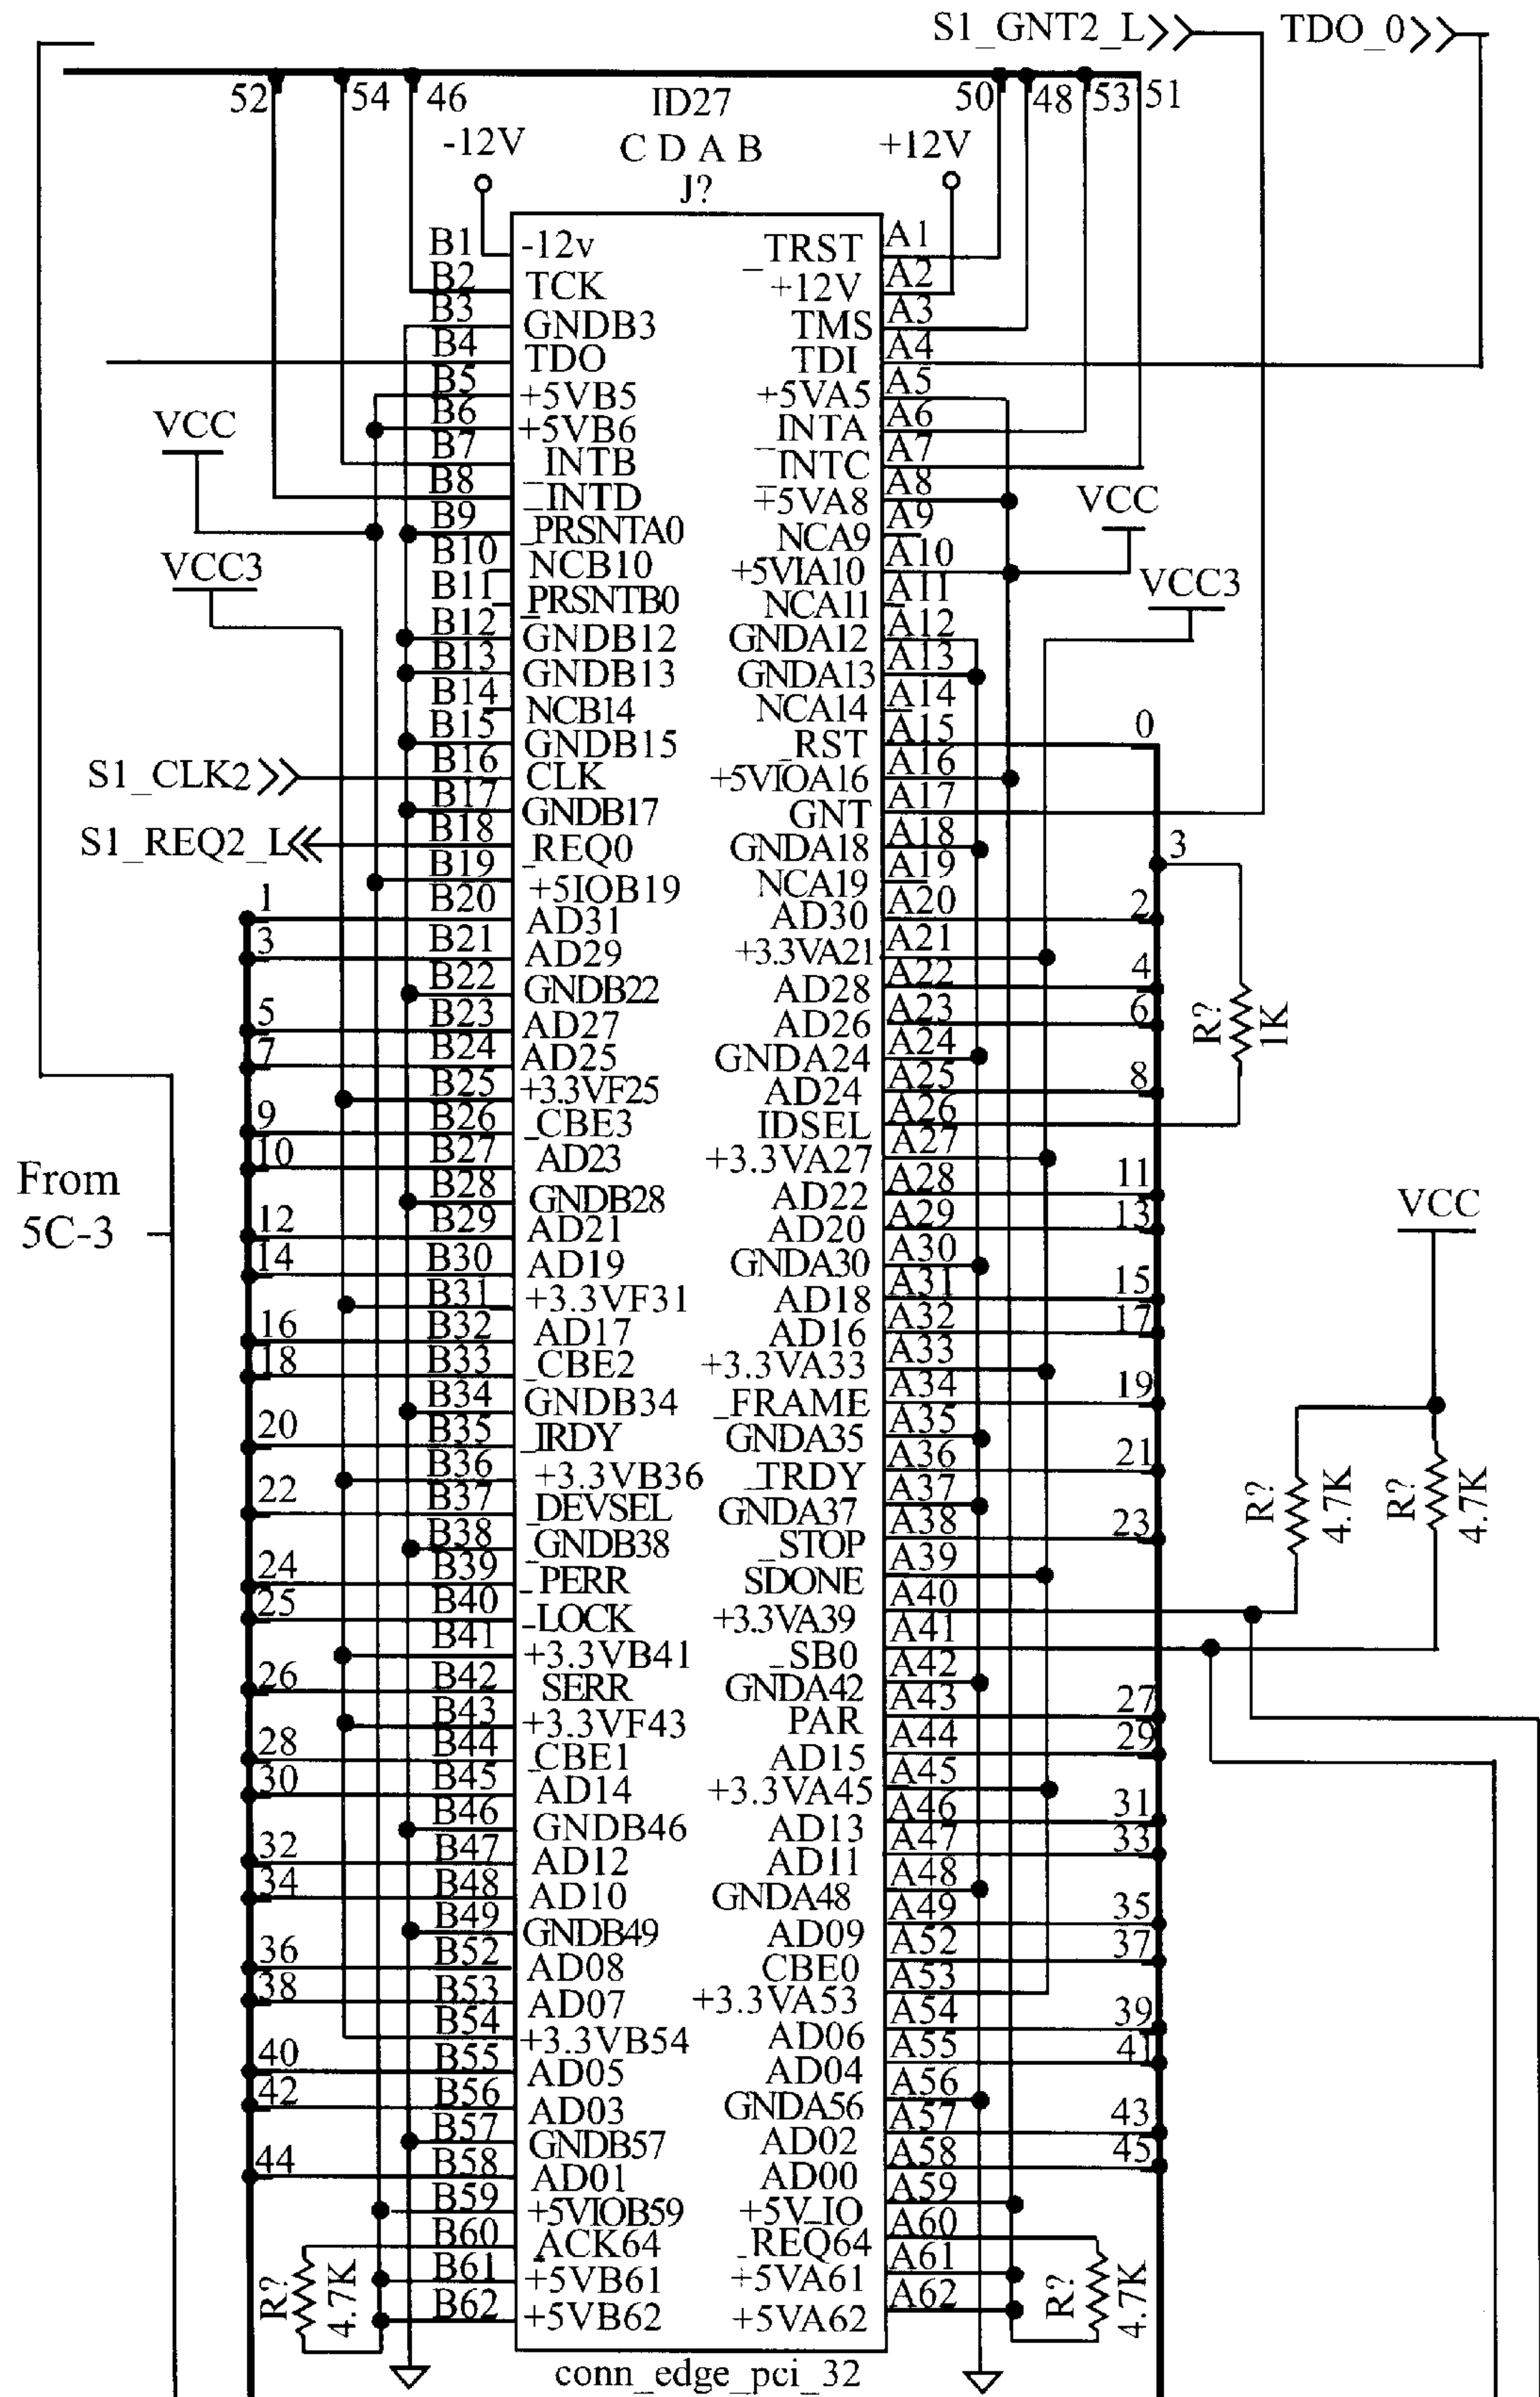 S1_GNT2_L TDO_0
52 54 46 ID27 50 48 53 51
-12V C D A B +12V
J?
B1 -12v _TRST A1
B2 TCK +12V A2
B3 GNDB3 TMS A3
B4 TDO TDI A4
B5 +5VB5 +5VA5 A5
VCC B6 +5VB6 _INTA A6
B7 _INTB _INTC A7
B8 _INTD +5VA8 A8 VCC
B9 _PRSNTA0 NCA9 A9
VCC3 B10 NCB10 +5VIA10 A10 VCC3
B11 _PRSNTB0 NCA11 A11
B12 GNDB12 GNDA12 A12
B13 GNDB13 GNDA13 A13
B14 NCB14 NCA14 A14
B15 GNDB15 _RST A15 0
S1_CLK2 B16 CLK +5VIOA16 A16
B17 GNDB17 GNT A17
S1_REQ2_L B18 _REQ0 GNDA18 A18 3
B19 +5IOB19 NCA19 A19
1 B20 AD31 AD30 A20 2
3 B21 AD29 +3.3VA21 A21
B22 GNDB22 AD28 A22 4
5 B23 AD27 AD26 A23 6 R? 1K
7 B24 AD25 GNDA24 A24
B25 +3.3VF25 AD24 A25 8
9 B26 _CBE3 IDSEL A26
10 B27 AD23 +3.3VA27 A27
From B28 GNDB28 AD22 A28 11 VCC
5C-3 12 B29 AD21 AD20 A29 13
14 B30 AD19 GNDA30 A30
B31 +3.3VF31 AD18 A31 15
16 B32 AD17 AD16 A32 17
18 B33 _CBE2 +3.3VA33 A33
B34 GNDB34 _FRAME A34 19
20 B35 _IRDY GNDA35 A35
B36 +3.3VB36 _TRDY A36 21
22 B37 _DEVSEL GNDA37 A37 R? 4.7K R? 4.7K
B38 _GNDB38 _STOP A38 23
24 B39 _PERR SDONE A39
25 B40 _LOCK +3.3VA39 A40
B41 +3.3VB41 _SB0 A41
26 B42 SERR GNDA42 A42
B43 +3.3VF43 PAR A43 27
28 B44 _CBE1 AD15 A44 29
30 B45 AD14 +3.3VA45 A45
B46 GNDB46 AD13 A46 31
32 B47 AD12 AD11 A47 33
34 B48 AD10 GNDA48 A48
B49 GNDB49 AD09 A49 35
36 B52 AD08 CBE0 A52 37
38 B53 AD07 +3.3VA53 A53
B54 +3.3VB54 AD06 A54 39
40 B55 AD05 AD04 A55 41
42 B56 AD03 GNDA56 A56
B57 GNDB57 AD02 A57 43
44 B58 AD01 AD00 A58 45
B59 +5VIOB59 +5V_IO A59
B60 _ACK64 _REQ64 A60
R? 4.7K B61 +5VB61 +5VA61 A61 R? 4.7K
B62 +5VB62 +5VA62 A62
conn_edge_pci_32